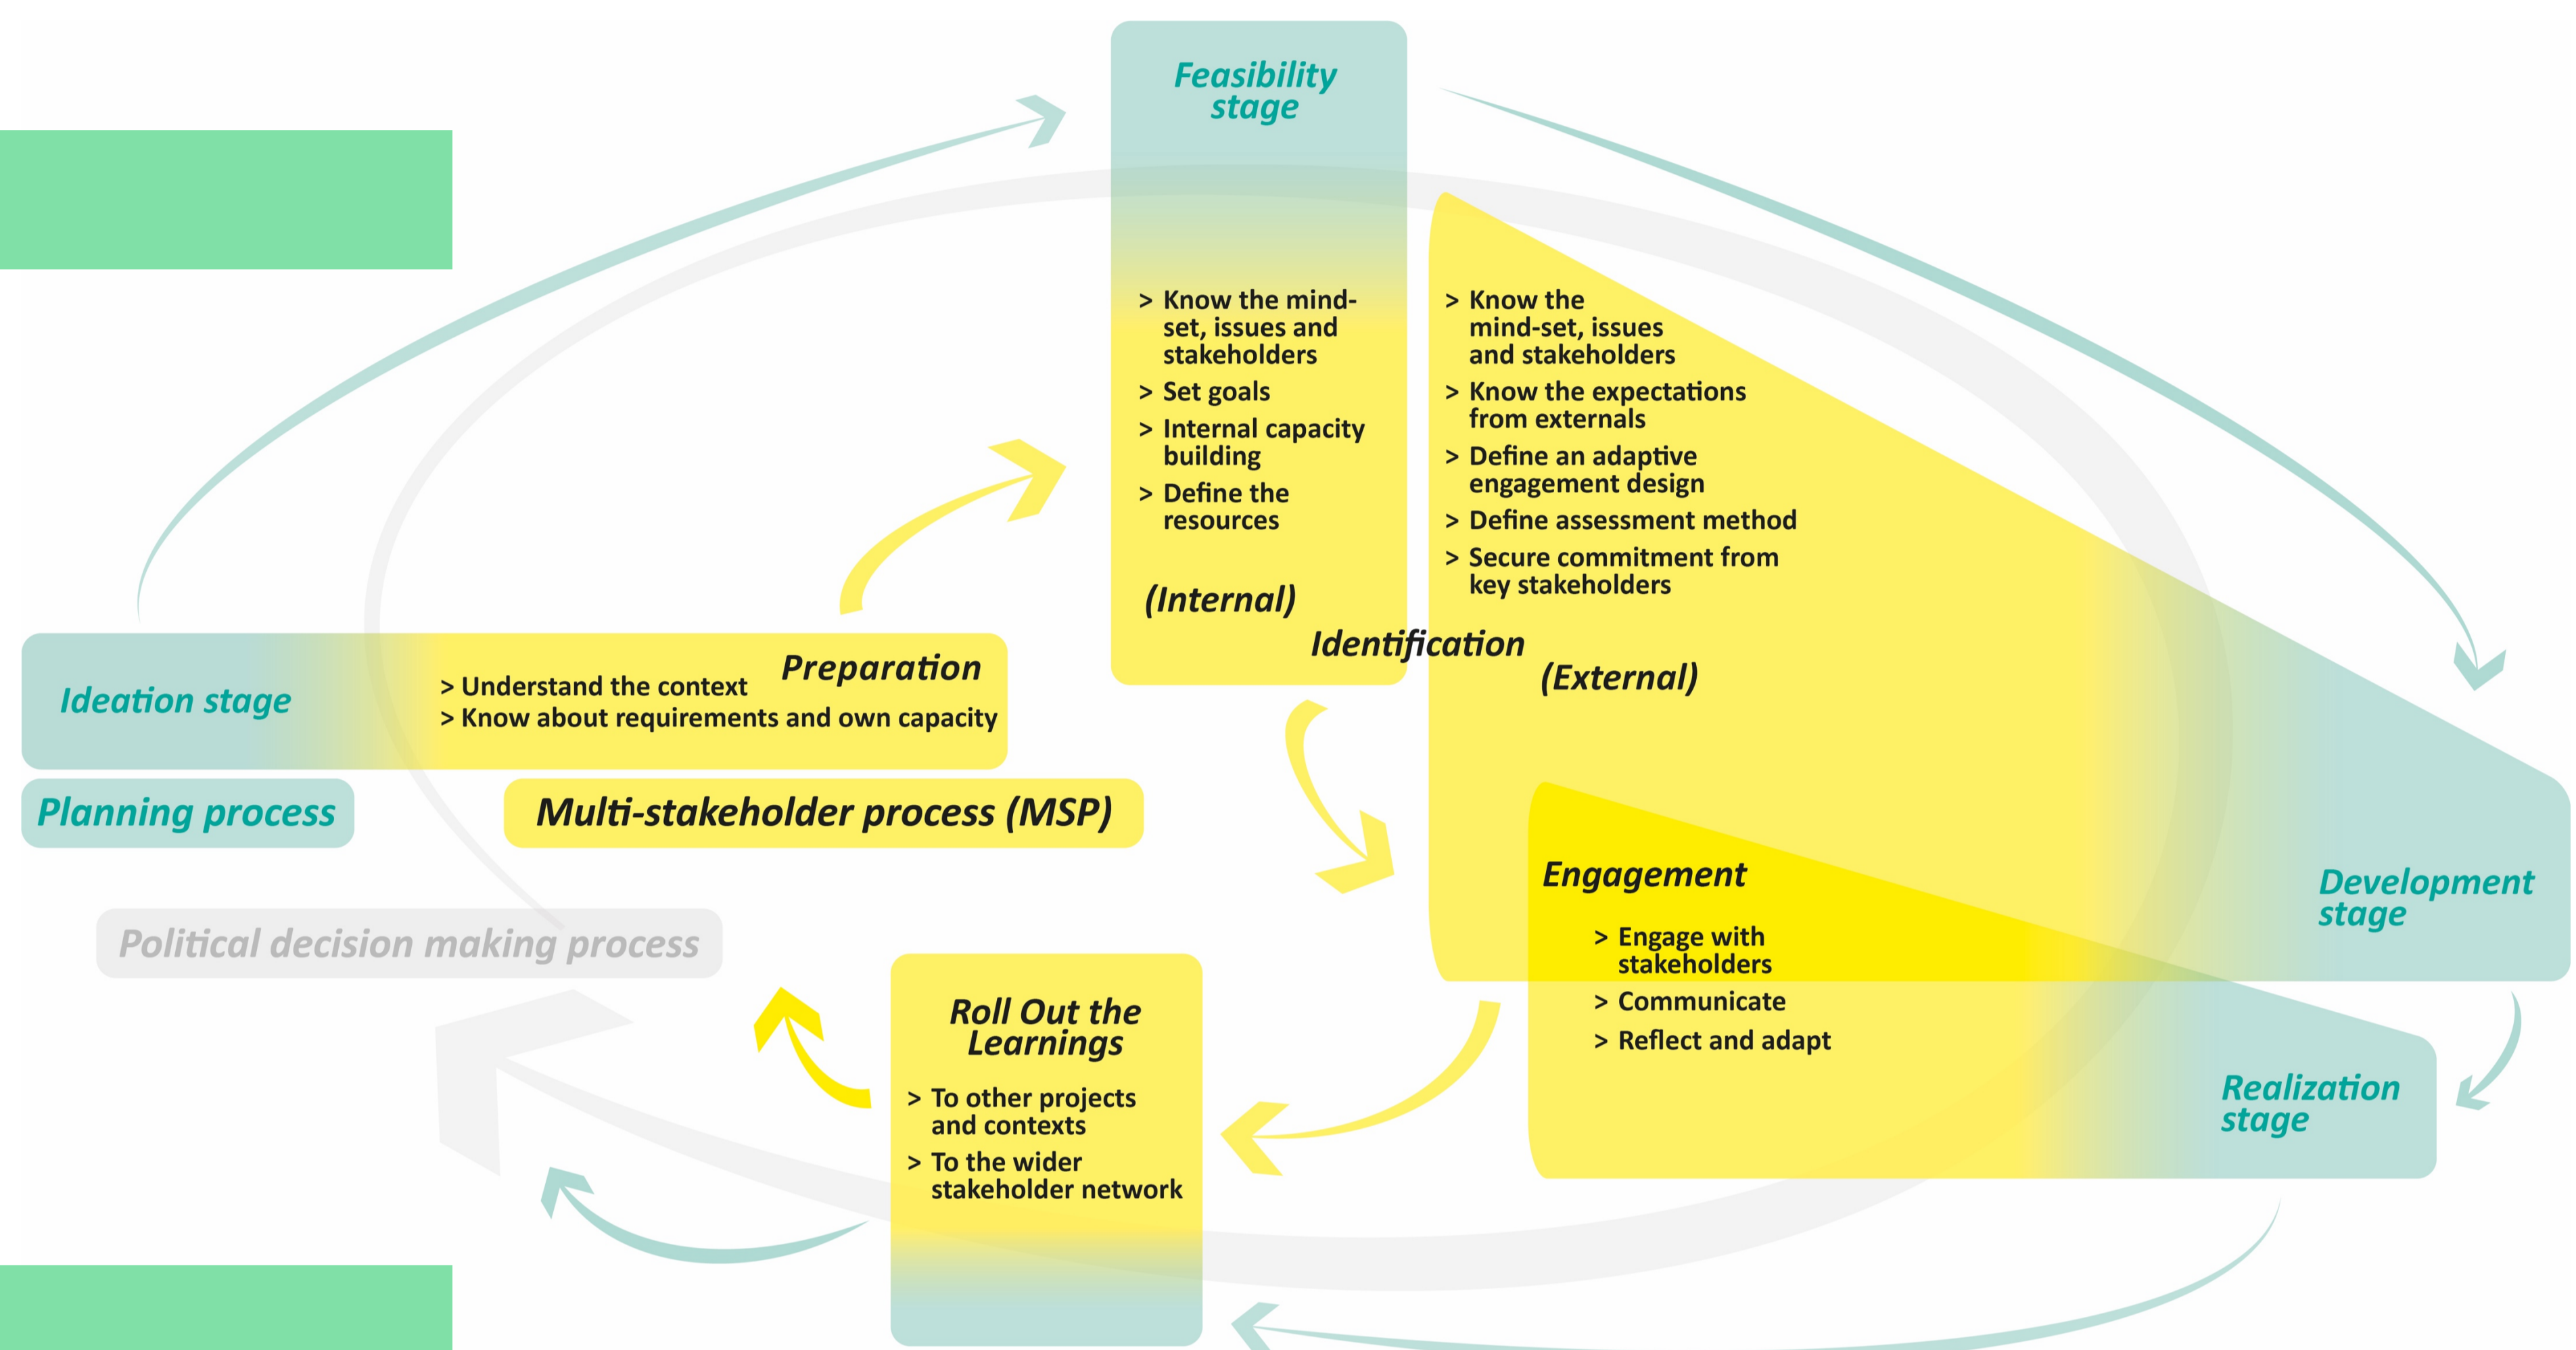 Feasibility
stage
> Know the mind-
set, issues and
stakeholders
> Set goals
> Internal capacity
building
> Define the
resources
(Internal)
> Know the
mind-set, issues
and stakeholders
> Know the expectations
from externals
> Define an adaptive
engagement design
> Define assessment method
> Secure commitment from
key stakeholders
Identification
(External)
Ideation stage
Preparation
> Understand the context
> Know about requirements and own capacity
Planning process
Multi-stakeholder process (MSP)
Political decision making process
Engagement
> Engage with
stakeholders
> Communicate
> Reflect and adapt
Development
stage
Realization
stage
Roll Out the
Learnings
> To other projects
and contexts
> To the wider
stakeholder network